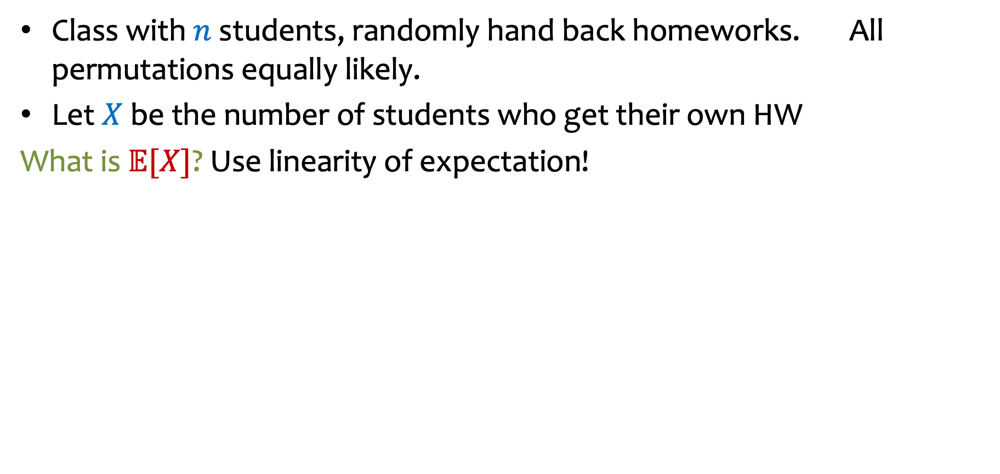 • Class with n students, randomly hand back homeworks. All
permutations equally likely.
• Let X be the number of students who get their own HW
What is 𝔼[X]? Use linearity of expectation!